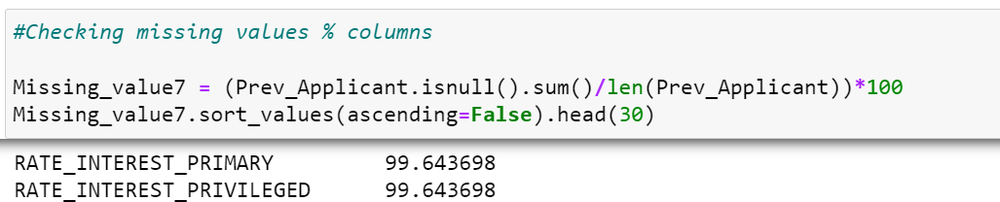 #Checking missing values % columns
Missing_value7 = (Prev_Applicant.isnull().sum()/len(Prev_Applicant))*100
Missing_value7.sort_values(ascending=False).head(30)
RATE_INTEREST_PRIMARY 99.643698
RATE_INTEREST_PRIVILEGED 99.643698